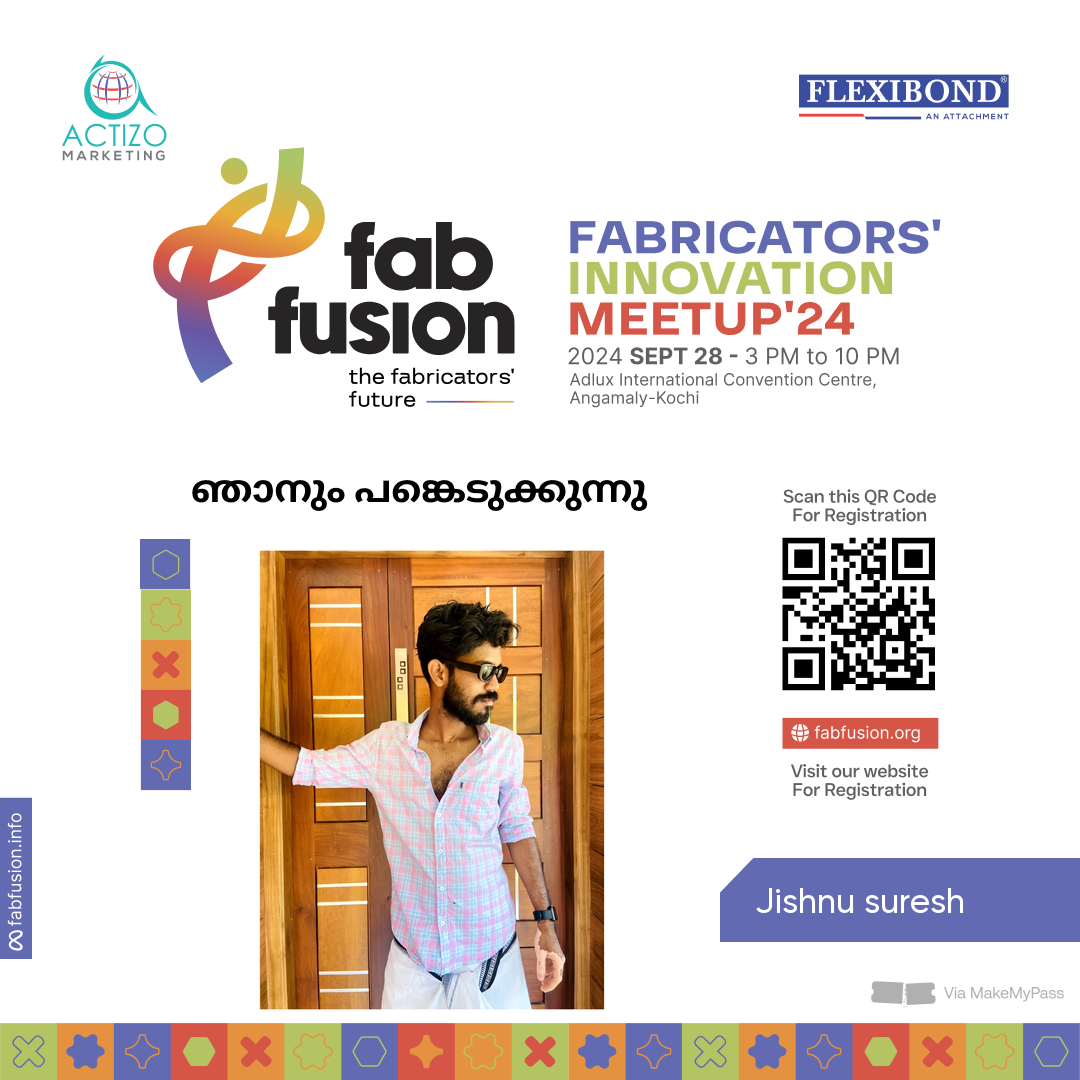 ACTIZO
MARKETING
FLEXIBOND®
AN ATTACHMENT
fab
fusion
the fabricators'
future
FABRICATORS'
INNOVATION
MEETUP'24
2024 SEPT 28 - 3 PM to 10 PM
Adlux International Convention Centre,
Angamaly-Kochi
ഞാനും പങ്കെടുക്കുന്നു
Scan this QR Code
For Registration
fabfusion.org
Visit our website
For Registration
fabfusion.info
Jishnu suresh
Via MakeMyPass